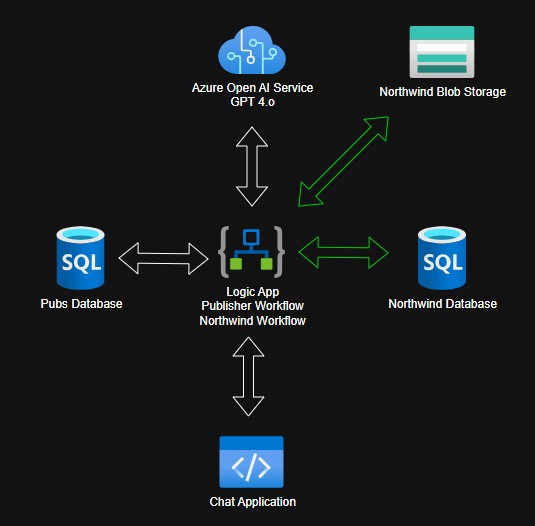 Azure Open AI Service
GPT 4.o
Northwind Blob Storage
SQL
Pubs Database
Logic App
Publisher Workflow
Northwind Workflow
SQL
Northwind Database
Chat Application